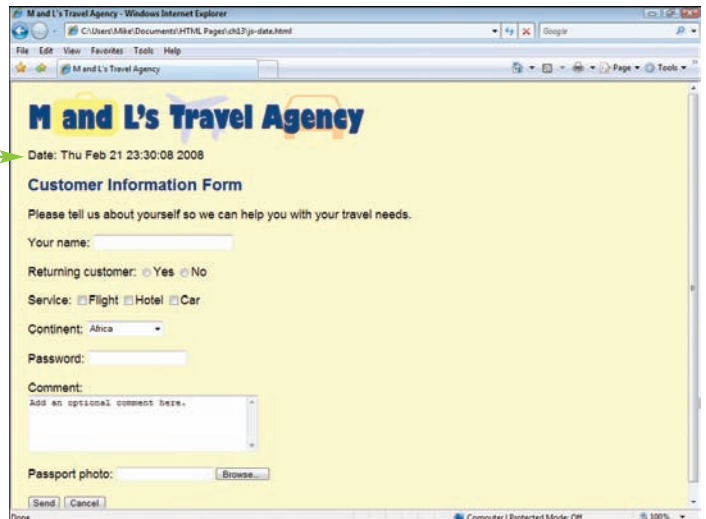 M and L's Travel Agency - Windows Internet Explorer
C:\Users\Mike\Documents\HTML Pages\ch13\js-date.html
Google
File Edit View Favorites Tools Help
M and L's Travel Agency
Page Tools
M and L's Travel Agency
Date: Thu Feb 21 23:30:08 2008
Customer Information Form
Please tell us about yourself so we can help you with your travel needs.
Your name:
Returning customer: Yes No
Service: Flight Hotel Car
Continent: Africa
Password:
Comment:
Add an optional comment here.
Passport photo: Browse...
Send Cancel
Done Computer | Protected Mode: Off 100%